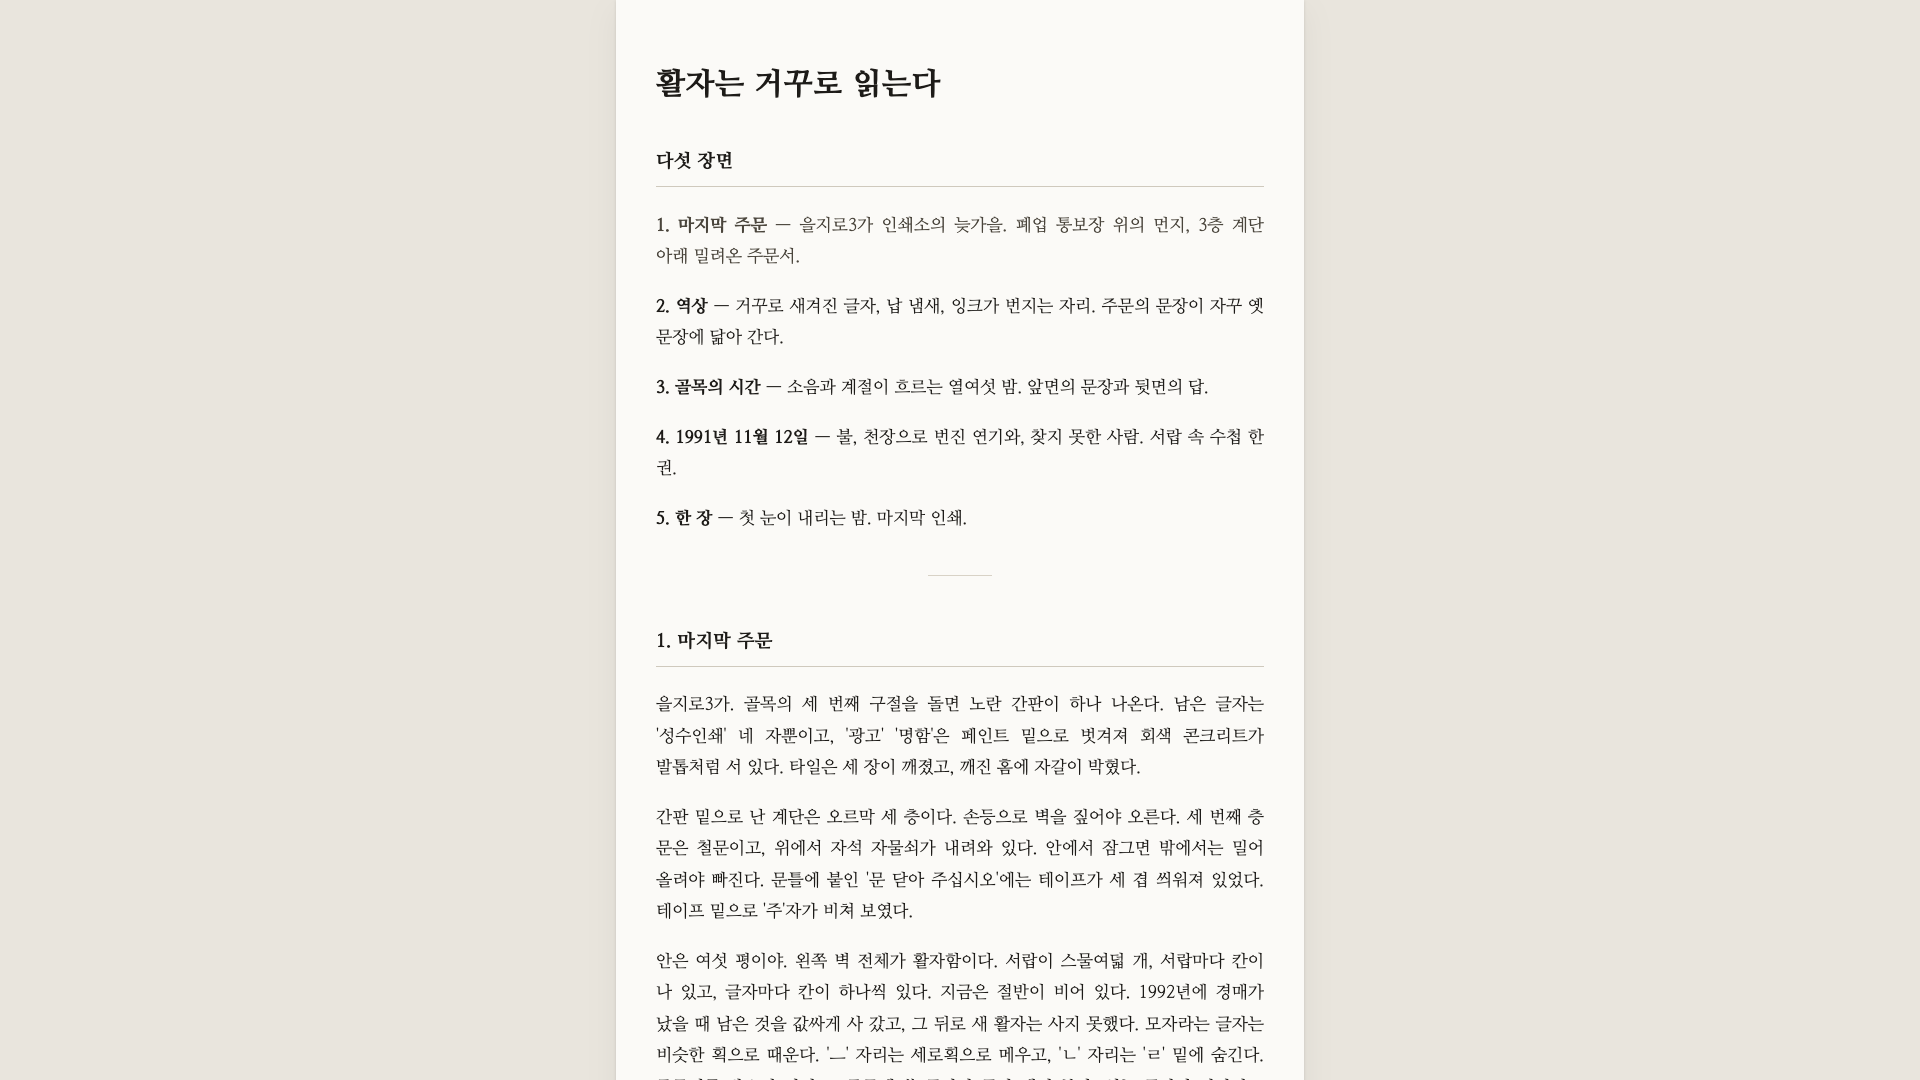 활자는 거꾸로 읽는다
다섯 장면
1. 마지막 주문 — 을지로3가 인쇄소의 늦가을. 폐업 통보장 위의 먼지, 3층 계단
아래 밀려온 주문서.
2. 역상 — 거꾸로 새겨진 글자, 납 냄새, 잉크가 번지는 자리. 주문의 문장이 자꾸 옛
문장에 닮아 간다.
3. 골목의 시간 — 소음과 계절이 흐르는 열여섯 밤. 앞면의 문장과 뒷면의 답.
4. 1991년 11월 12일 — 불, 천장으로 번진 연기와, 찾지 못한 사람. 서랍 속 수첩 한
권.
5. 한 장 — 첫 눈이 내리는 밤. 마지막 인쇄.
1. 마지막 주문
을지로3가. 골목의 세 번째 구절을 돌면 노란 간판이 하나 나온다. 남은 글자는
'성수인쇄' 네 자뿐이고, '광고' '명함'은 페인트 밑으로 벗겨져 회색 콘크리트가
발톱처럼 서 있다. 타일은 세 장이 깨졌고, 깨진 홈에 자갈이 박혔다.
간판 밑으로 난 계단은 오르막 세 층이다. 손등으로 벽을 짚어야 오른다. 세 번째 층
문은 철문이고, 위에서 자석 자물쇠가 내려와 있다. 안에서 잠그면 밖에서는 밀어
올려야 빠진다. 문틀에 붙인 '문 닫아 주십시오'에는 테이프가 세 겹 씌워져 있었다.
테이프 밑으로 '주'자가 비쳐 보였다.
안은 여섯 평이야. 왼쪽 벽 전체가 활자함이다. 서랍이 스물여덟 개, 서랍마다 칸이
나 있고, 글자마다 칸이 하나씩 있다. 지금은 절반이 비어 있다. 1992년에 경매가
났을 때 남은 것을 값싸게 사 갔고, 그 뒤로 새 활자는 사지 못했다. 모자라는 글자는
비슷한 획으로 때운다. 'ㅡ' 자리는 세로획으로 메우고, 'ㄴ' 자리는 'ㄹ' 밑에 숨긴다.